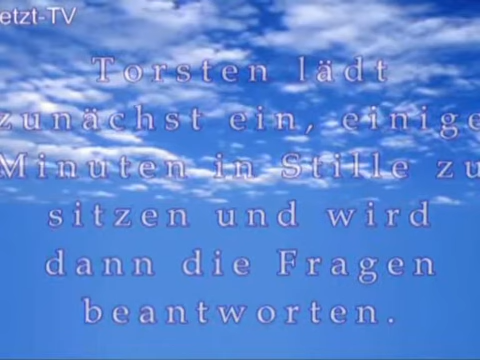 etzt-TV
Torsten lädt
zunächst ein, einige
Minuten in Stille zu
sitzen und wird
dann die Fragen
beantworten.